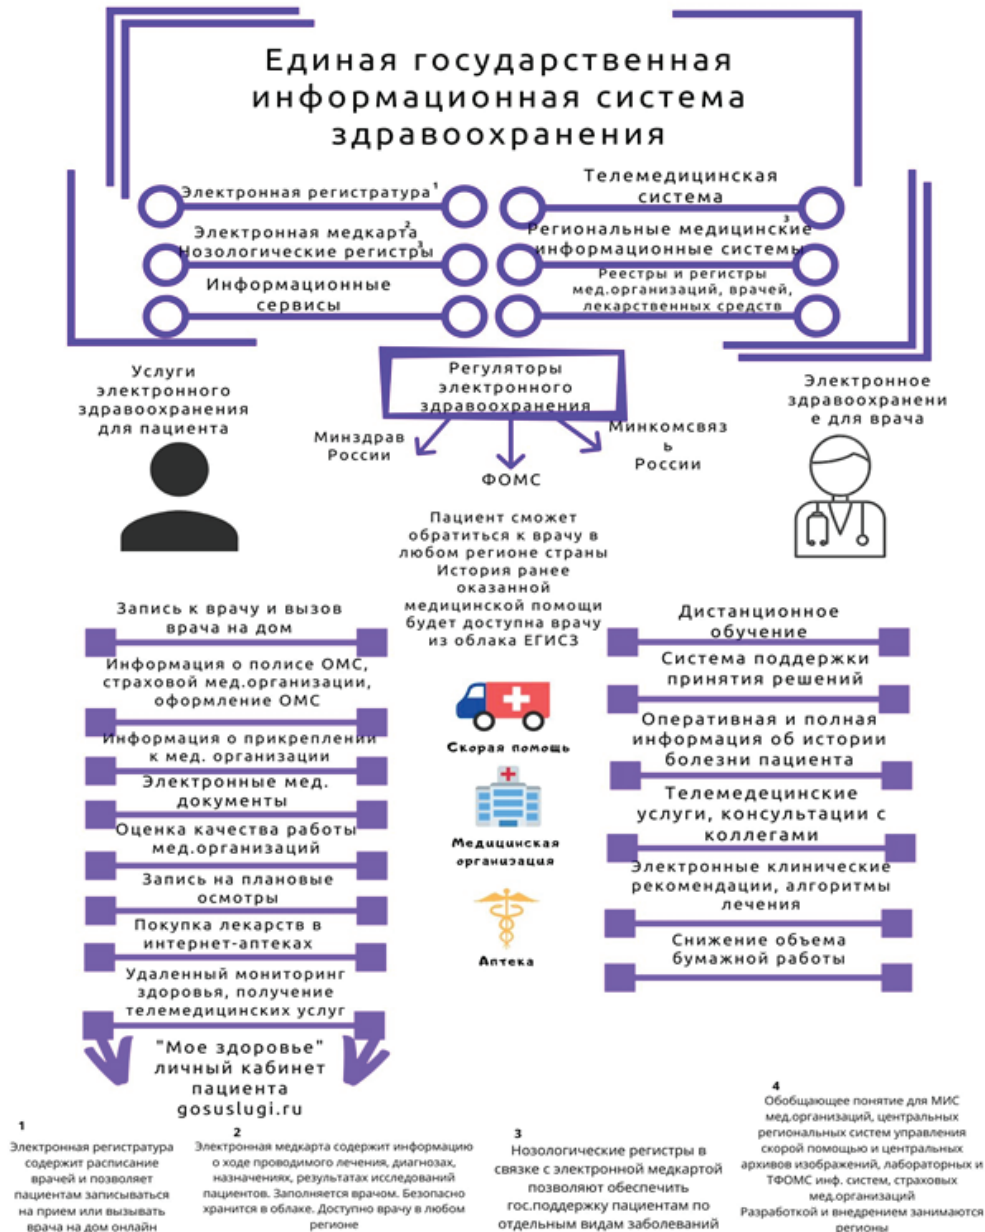 Единая государственная
информационная система
здравоохранения
Электронная регистратура¹
Телемедицинская
система
Электронная медкарта²
Нозологические регистры³
Региональные медицинские³
информационные системы
Информационные
сервисы
Реестры и регистры
мед.организаций, врачей,
лекарственных средств
Услуги
электронного
здравоохранения
для пациента
Регуляторы
электронного
здравоохранения
Электронное
здравоохранени
е для врача
Минздрав
России
ФОМС
Минкомсвяз
ь
России
Пациент сможет
обратиться к врачу в
любом регионе страны
История ранее
оказанной
медицинской помощи
будет доступна врачу
из облака ЕГИСЗ
Запись к врачу и вызов
врача на дом
Информация о полисе ОМС,
страховой мед.организации,
оформление ОМС
Информация о прикреплении
к мед. организации
Электронные мед.
документы
Оценка качества работы
мед.организаций
Запись на плановые
осмотры
Покупка лекарств в
интернет-аптеках
Удаленный мониторинг
здоровья, получение
телемедицинских услуг
"Мое здоровье"
личный кабинет
пациента
gosuslugi.ru
Скорая помощь
Медицинская
организация
Аптека
Дистанционное
обучение
Система поддержки
принятия решений
Оперативная и полная
информация об истории
болезни пациента
Телемедецинские
услуги, консультации с
коллегами
Электронные клинические
рекомендации, алгоритмы
лечения
Снижение объема
бумажной работы
1
Электронная регистратура
содержит расписание
врачей и позволяет
пациентам записываться
на прием или вызывать
врача на дом онлайн
2
Электронная медкарта содержит информацию
о ходе проводимого лечения, диагнозах,
назначениях, результатах исследований
пациентов. Заполняется врачом. Безопасно
хранится в облаке. Доступно врачу в любом
регионе
3
Нозологические регистры в
связке с электронной медкартой
позволяют обеспечить
гос.поддержку пациентам по
отдельным видам заболеваний
4
Обобщающее понятие для МИС
мед.организаций, центральных
региональных систем управления
скорой помощью и центральных
архивов изображений, лабораторных и
ТФОМС инф. систем, страховых
мед.организаций
Разработкой и внедрением занимаются
регионы